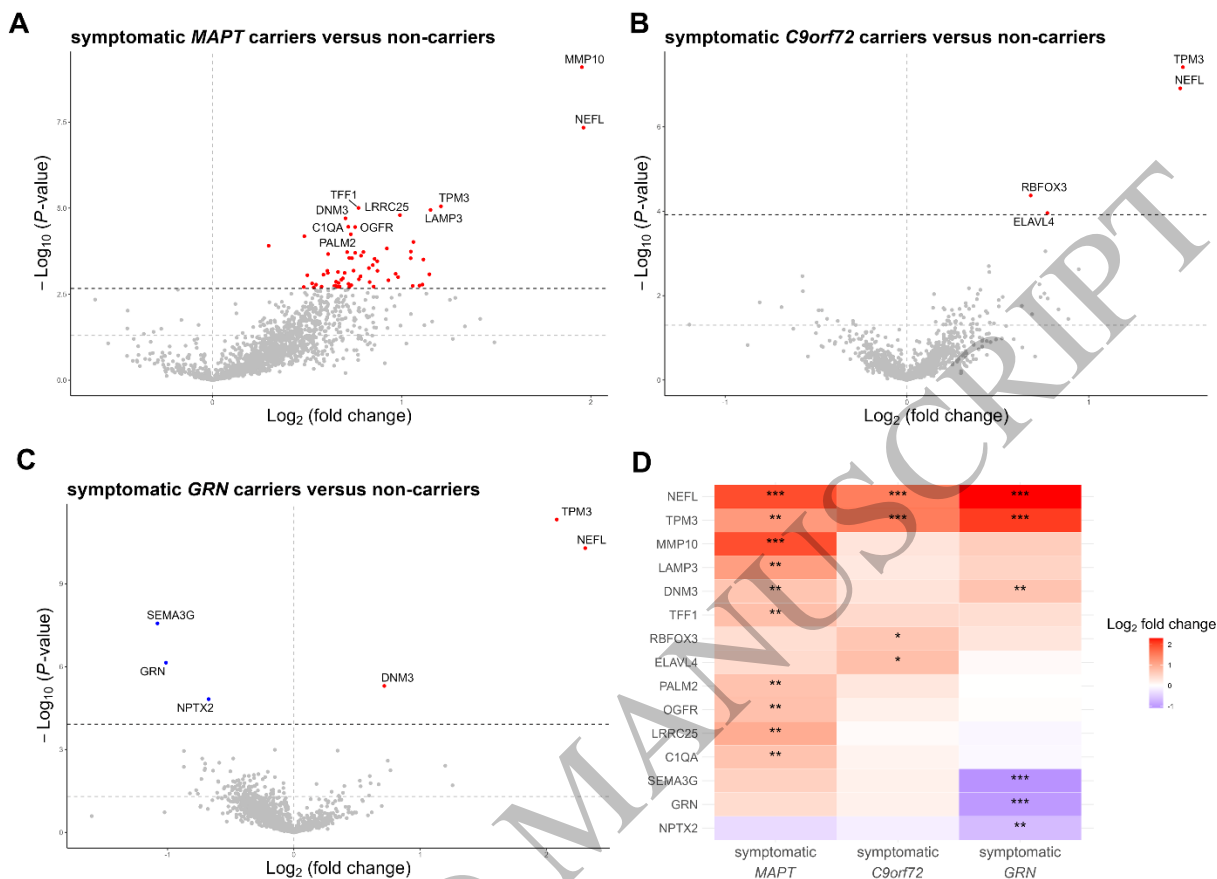 A
symptomatic MAPT carriers versus non-carriers
MMP10
NEFL
TFF1
LRRC25
TPM3
DNM3
LAMP3
C1QA
OGFR
PALM2
7.5
5.0
2.5
0.0
− Log10 (P-value)
0
1
2
Log2 (fold change)
B
symptomatic C9orf72 carriers versus non-carriers
TPM3
NEFL
RBFOX3
ELAVL4
6
4
2
0
− Log10 (P-value)
-1
0
1
Log2 (fold change)
C
symptomatic GRN carriers versus non-carriers
TPM3
NEFL
SEMA3G
GRN
DNM3
NPTX2
9
6
3
0
− Log10 (P-value)
-1
0
1
2
Log2 (fold change)
D
NEFL *** *** ***
TPM3 ** *** ***
MMP10 ***
LAMP3 **
DNM3 ** **
TFF1 **
RBFOX3 *
ELAVL4 *
PALM2 **
OGFR **
LRRC25 **
C1QA **
SEMA3G ***
GRN ***
NPTX2 **
symptomatic symptomatic symptomatic
MAPT C9orf72 GRN
Log2 fold change
2
1
0
-1
MANUSCRIPT